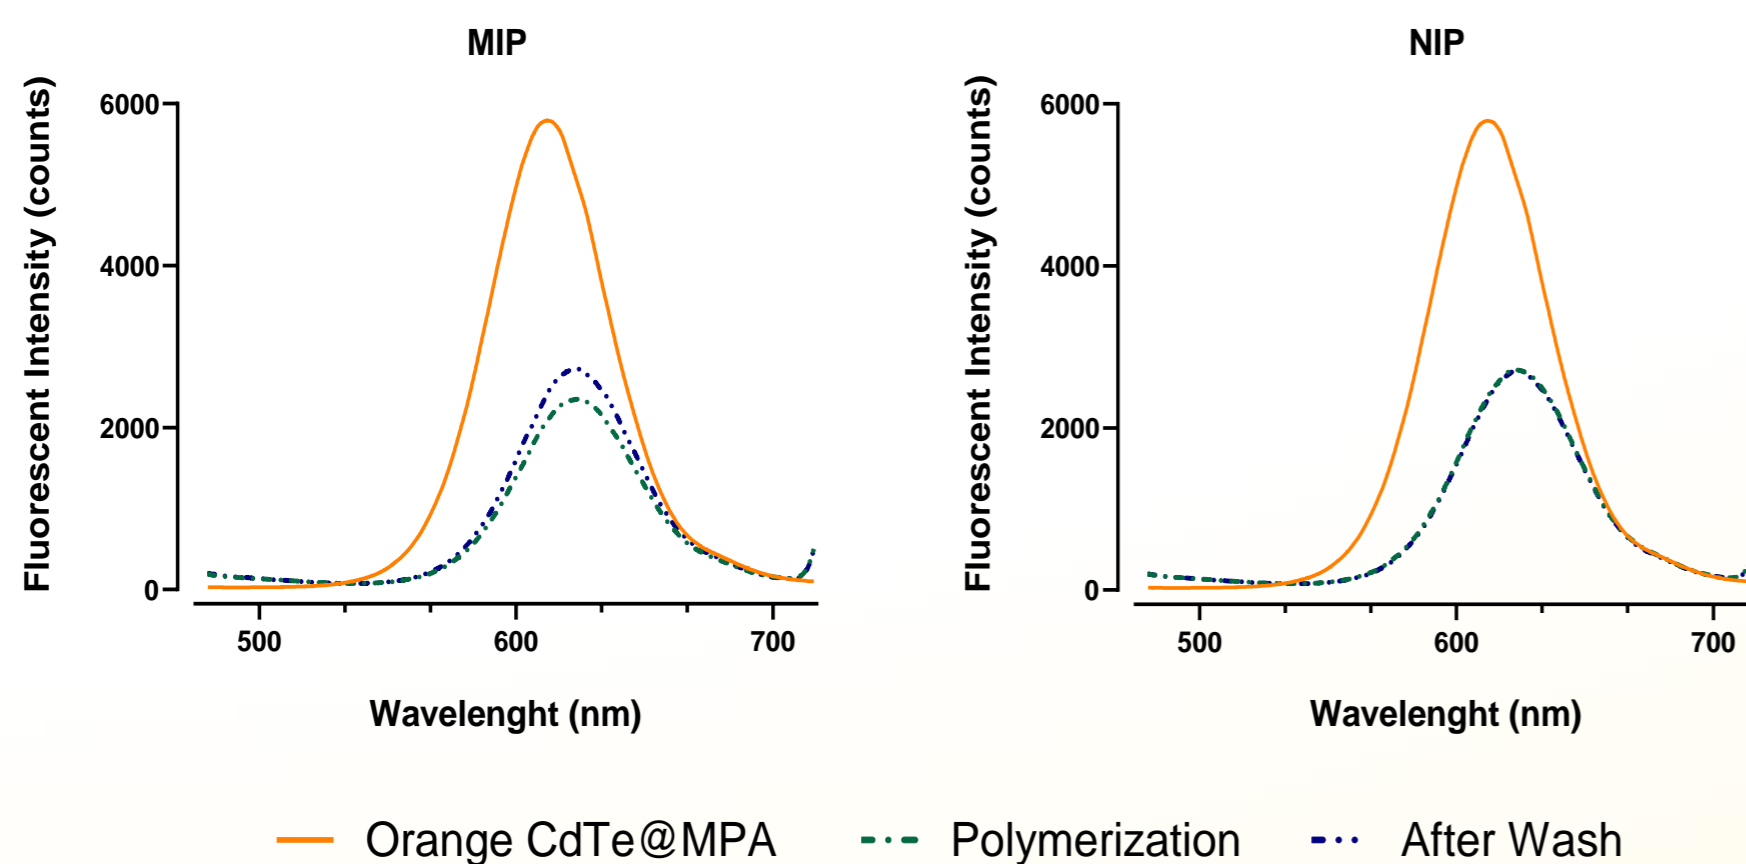 MIP
Fluorescent Intensity (counts)
6000
4000
2000
0
500 600 700
Wavelenght (nm)
NIP
Fluorescent Intensity (counts)
6000
4000
2000
0
500 600 700
Wavelenght (nm)
Orange CdTe@MPA Polymerization After Wash